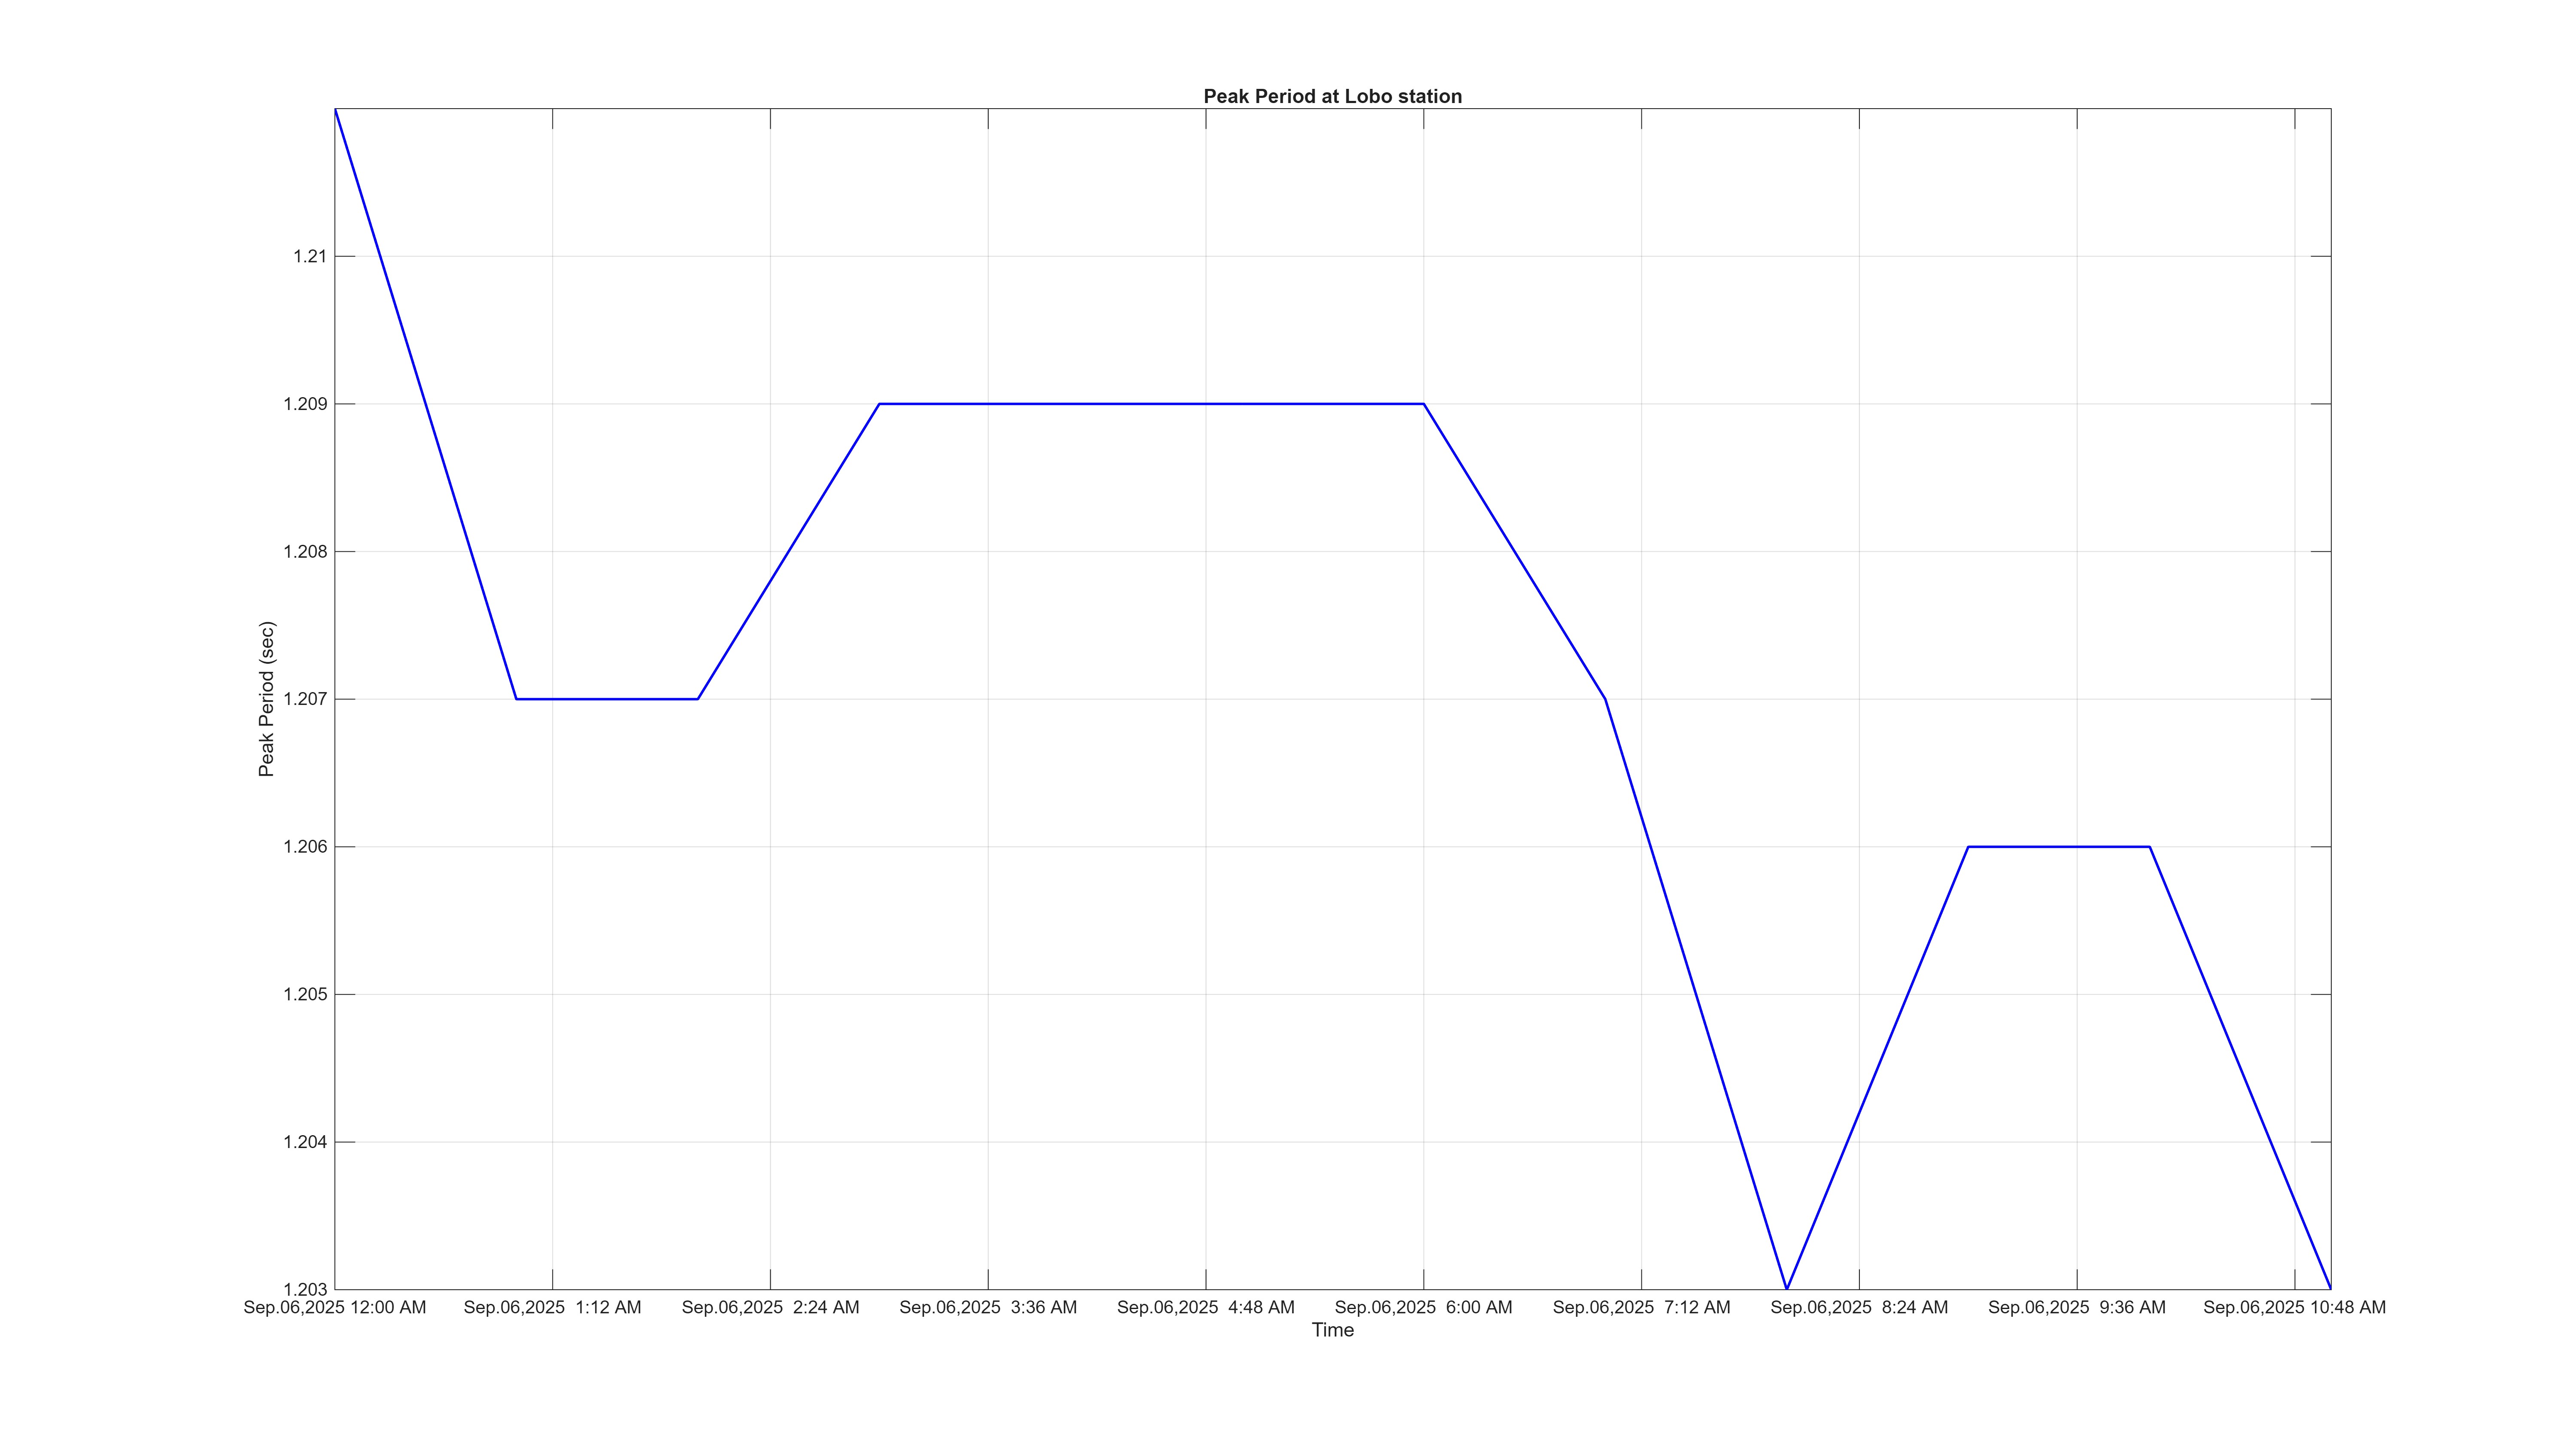 Peak Period at Lobo station
1.21
1.209
1.208
1.207
1.206
1.205
1.204
1.203
Peak Period (sec)
Sep.06,2025 12:00 AM Sep.06,2025  1:12 AM Sep.06,2025  2:24 AM Sep.06,2025  3:36 AM Sep.06,2025  4:48 AM Sep.06,2025  6:00 AM Sep.06,2025  7:12 AM Sep.06,2025  8:24 AM Sep.06,2025  9:36 AM Sep.06,2025 10:48 AM
Time